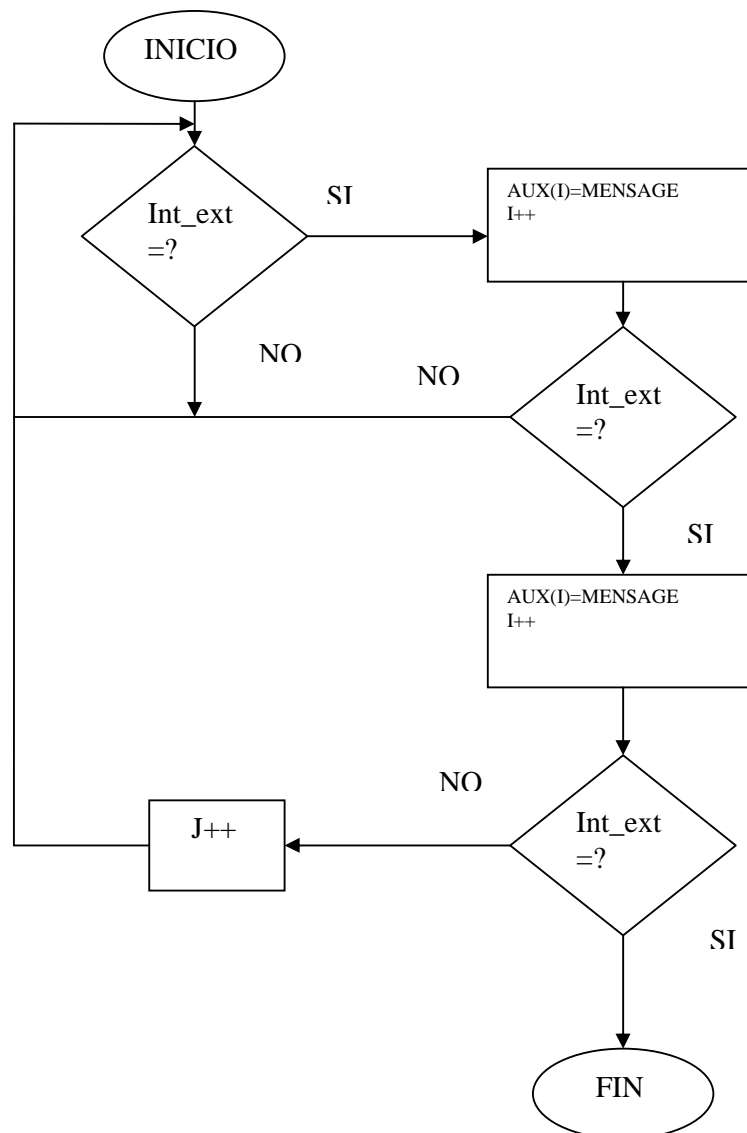 INICIO
Int_ext
=?
SI
AUX(I)=MENSAGE
I++
NO
NO
Int_ext
=?
SI
AUX(I)=MENSAGE
I++
NO
J++
Int_ext
=?
SI
FIN